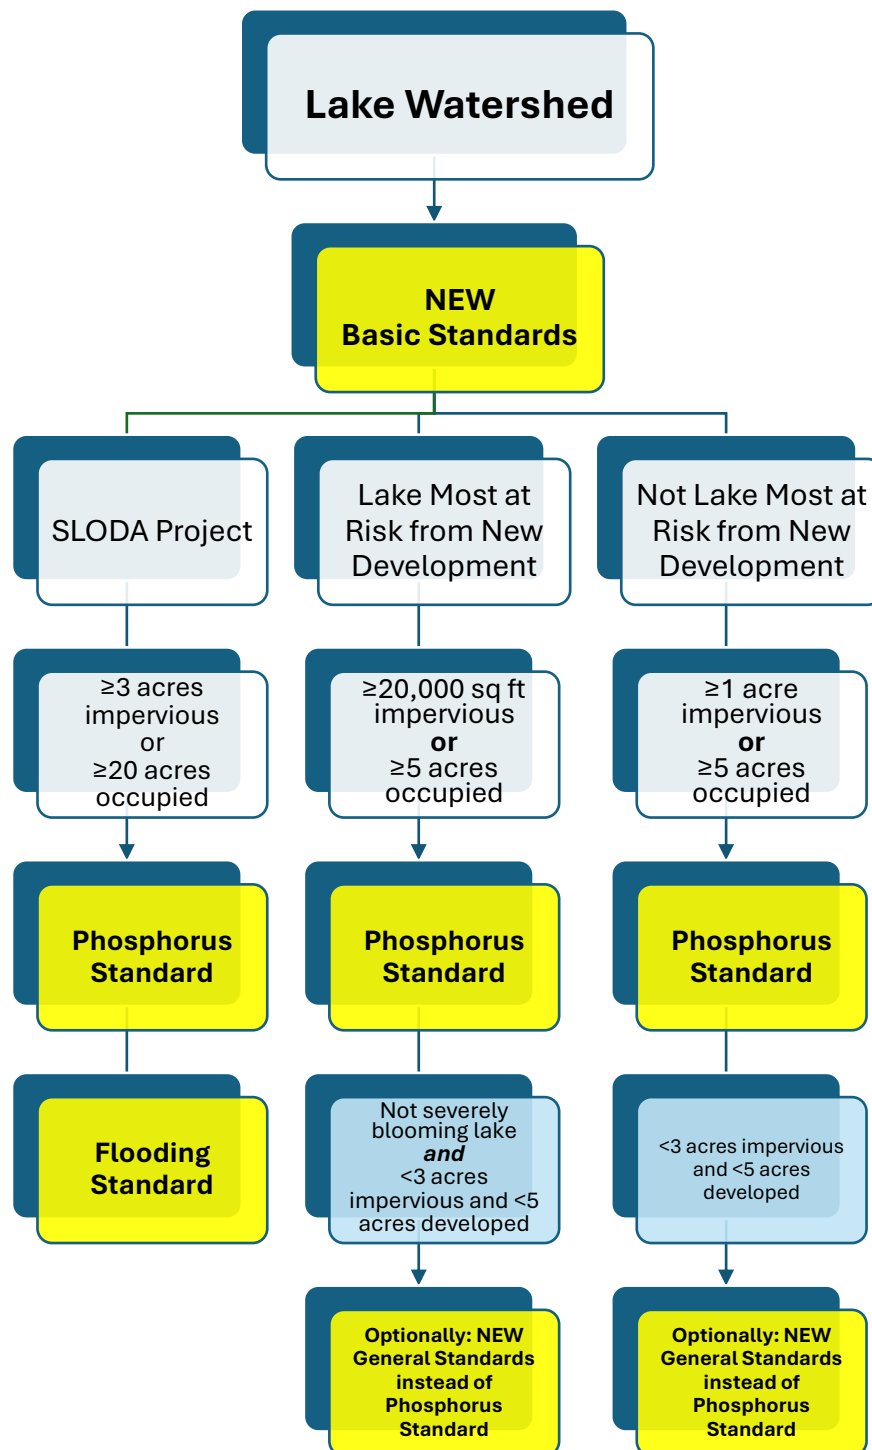 Lake Watershed
NEW
Basic Standards
SLODA Project
Lake Most at
Risk from New
Development
Not Lake Most at
Risk from New
Development
≥3 acres
impervious
or
≥20 acres
occupied
≥20,000 sq ft
impervious
or
≥5 acres
occupied
≥1 acre
impervious
or
≥5 acres
occupied
Phosphorus
Standard
Phosphorus
Standard
Phosphorus
Standard
Flooding
Standard
Not severely
blooming lake
and
<3 acres
impervious and <5
acres developed
<3 acres impervious
and <5 acres
developed
Optionally: NEW
General Standards
instead of
Phosphorus
Standard
Optionally: NEW
General Standards
instead of
Phosphorus
Standard